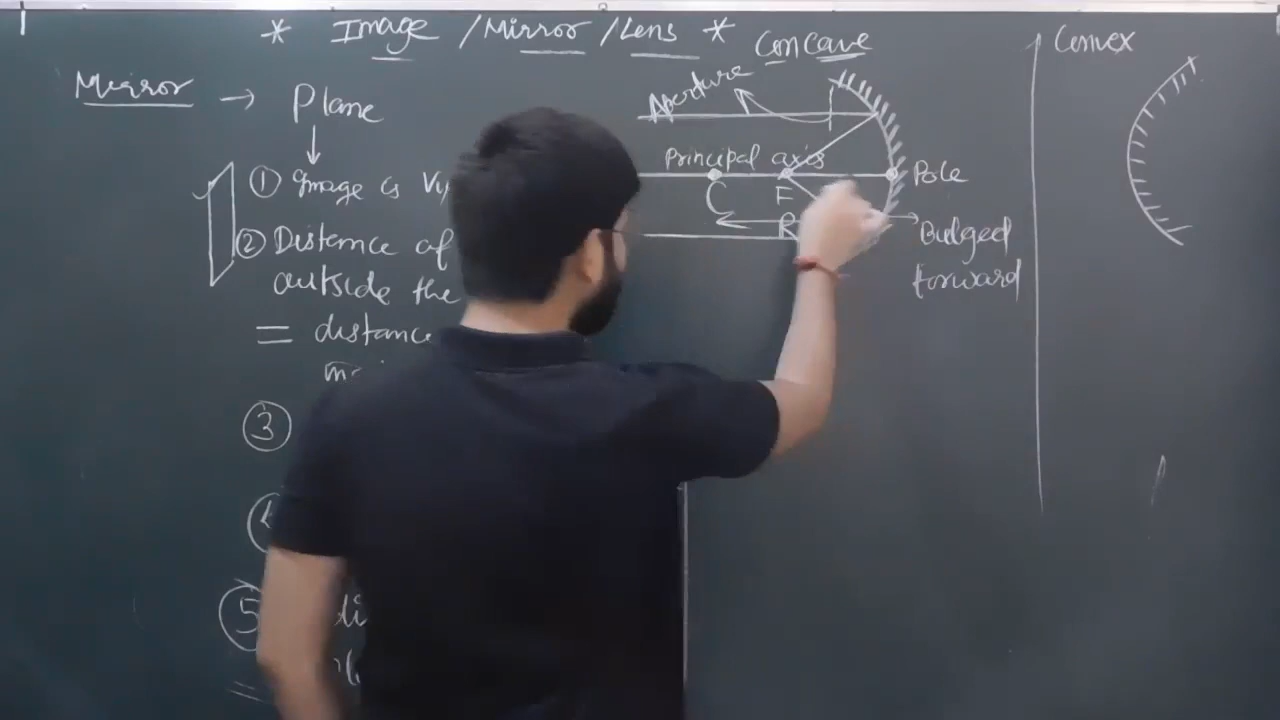 * Image / Mirror / Lens *
Mirror → Plane
① Image is
② Distance of
outside the
= distance
③
⑤
=
Concave
Aperture
Principal axis
C
F
R
Pole
Bulged
forward
Convex